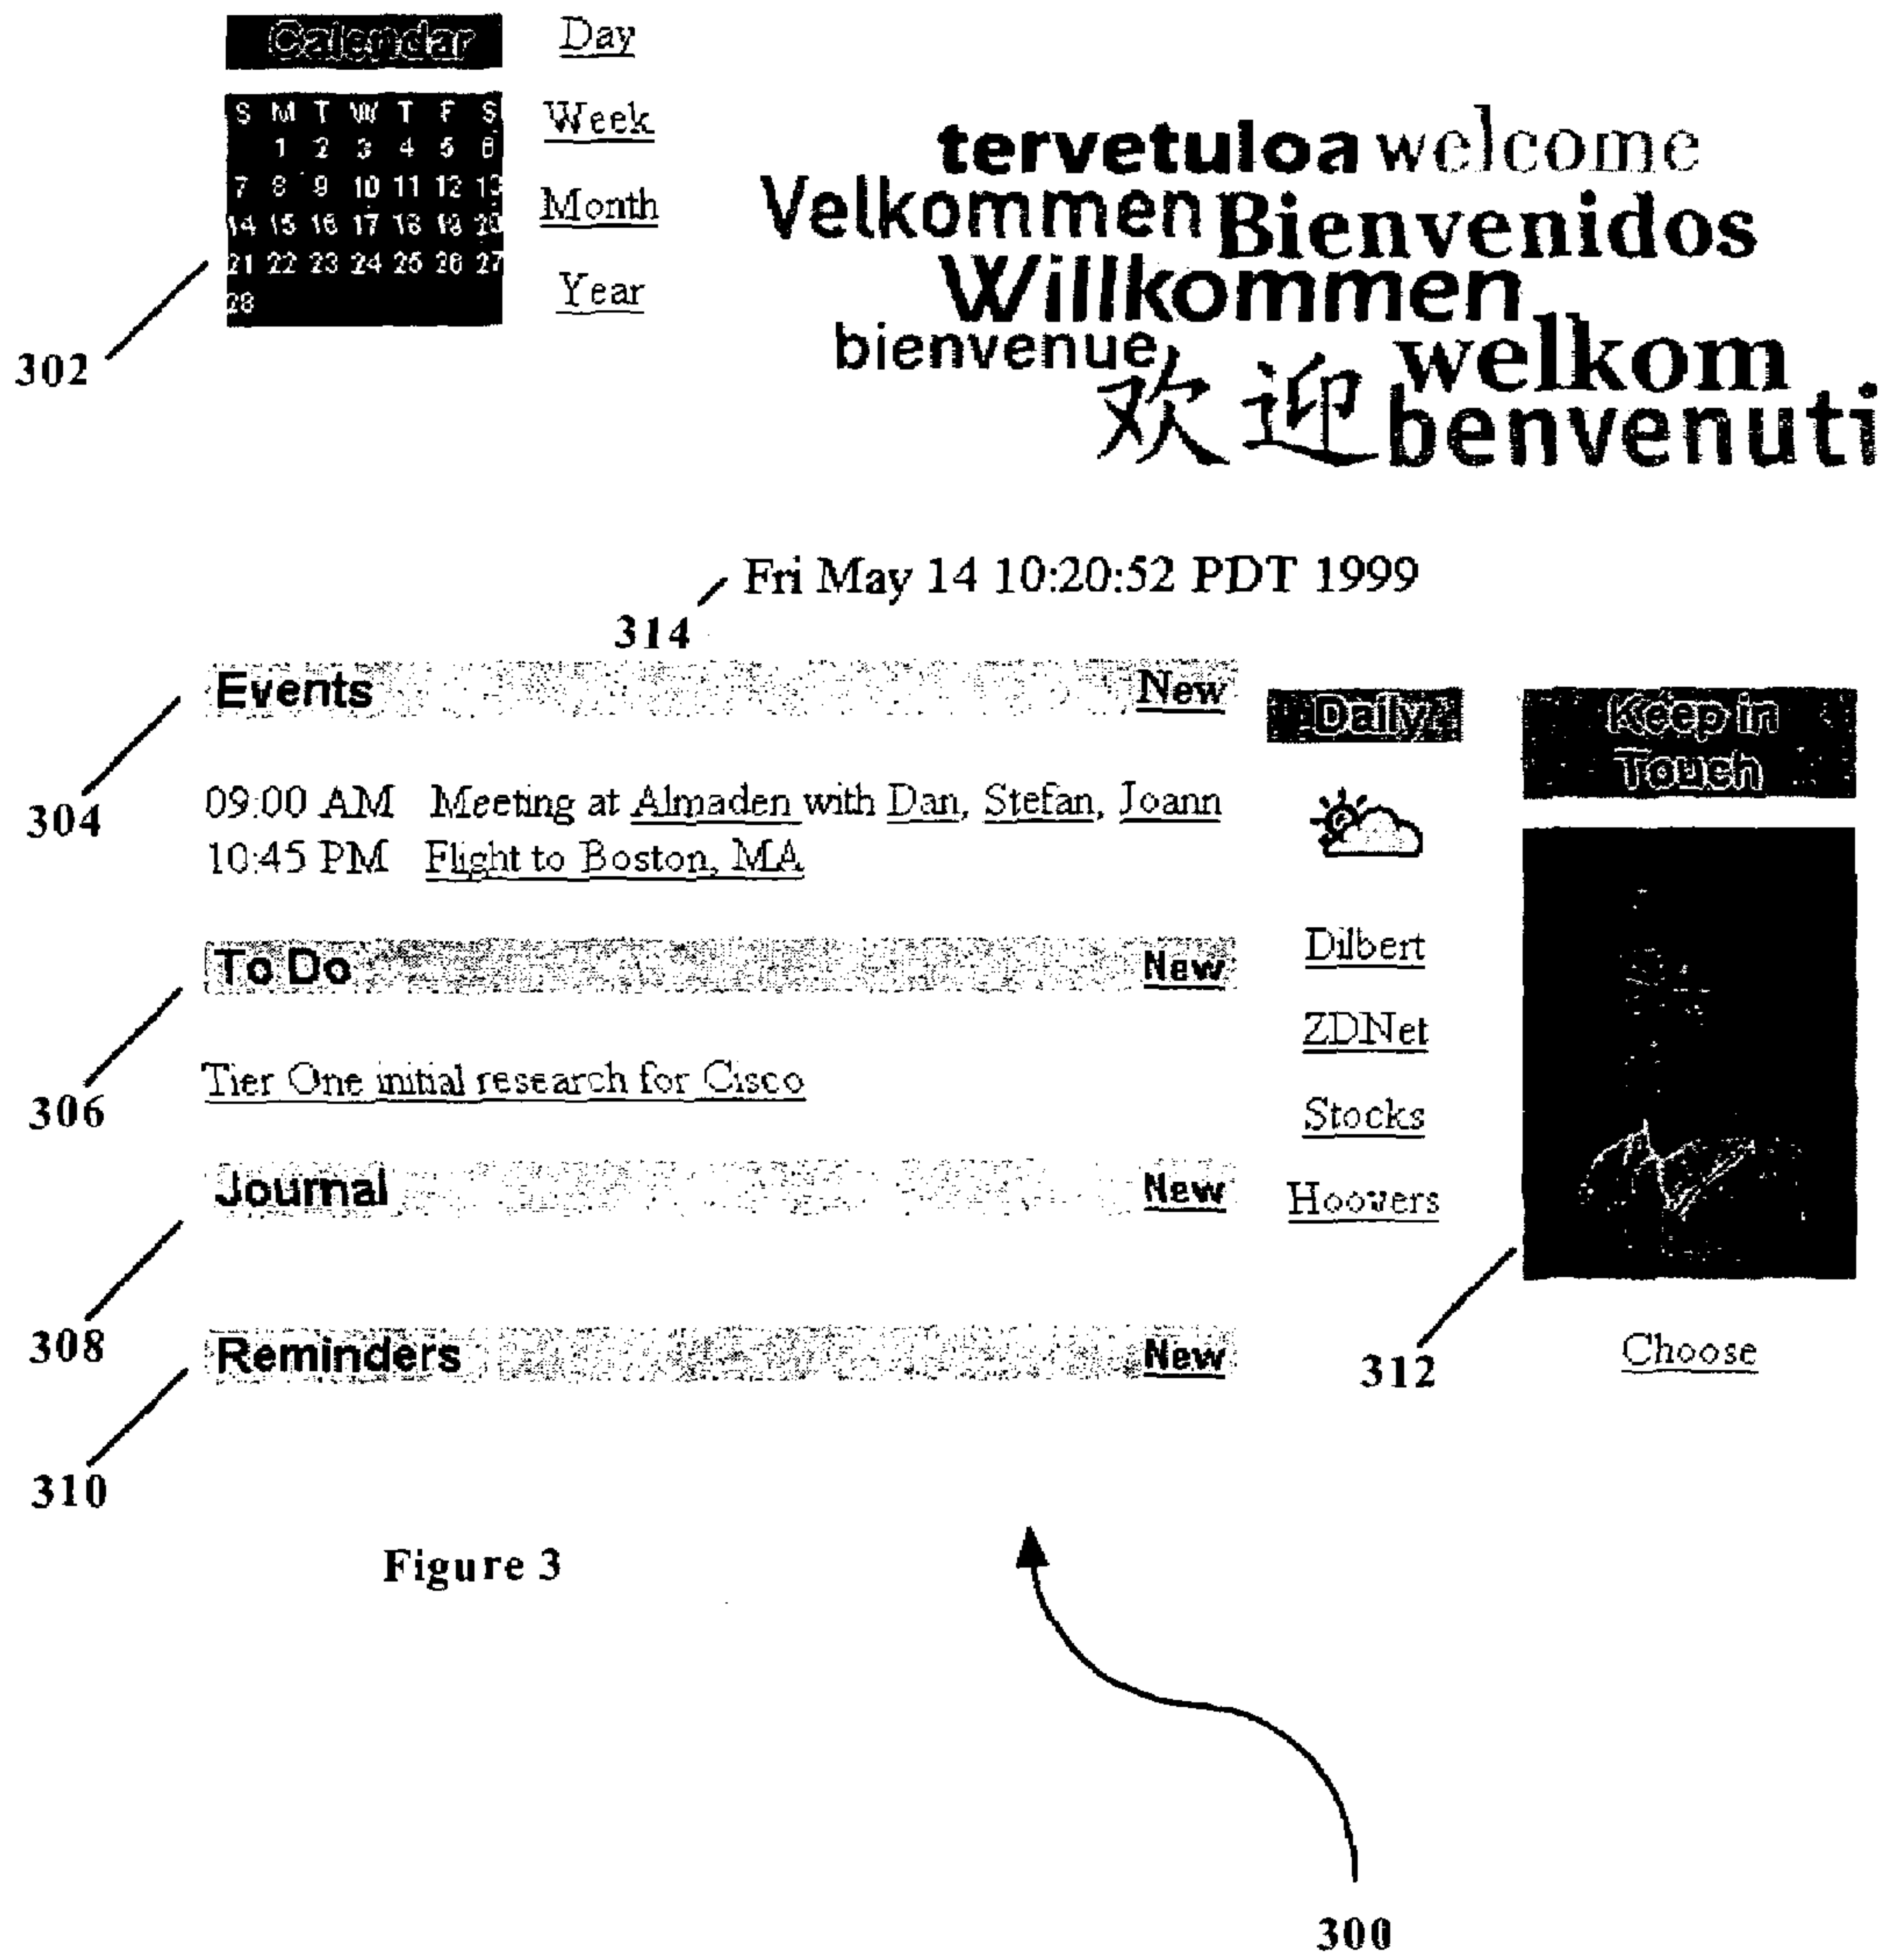 Calendar
Day
Week
Month
Year
S M T W T F S
1 2 3 4 5 6
7 8 9 10 11 12 13
14 15 16 17 18 19 20
21 22 23 24 25 26 27
28
302
tervetuloa welcome
Velkommen Bienvenidos
Willkommen
bienvenue welkom
欢迎 benvenuti
Fri May 14 10:20:52 PDT 1999
314
Events New
304
09:00 AM Meeting at Almaden with Dan, Stefan, Joann
10:45 PM Flight to Boston, MA
To Do New
306
Tier One initial research for Cisco
Journal New
308
Reminders New
310
Daily
Dilbert
ZDNet
Stocks
Hoovers
Keep in
Touch
312
Choose
Figure 3
300